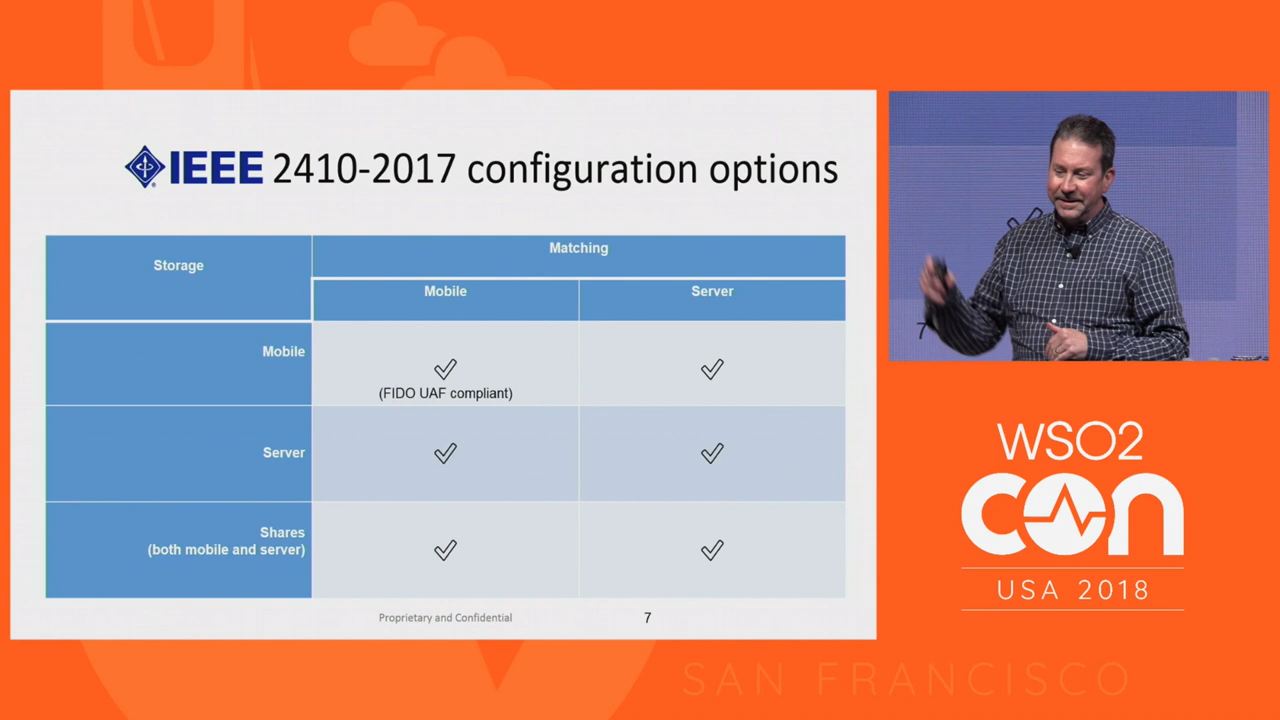 IEEE 2410-2017 configuration options
Storage
Matching
Mobile
Server
Mobile
(FIDO UAF compliant)
Server
Shares
(both mobile and server)
Proprietary and Confidential
7
7
WSO2
CON
USA 2018
SAN FRANCISCO